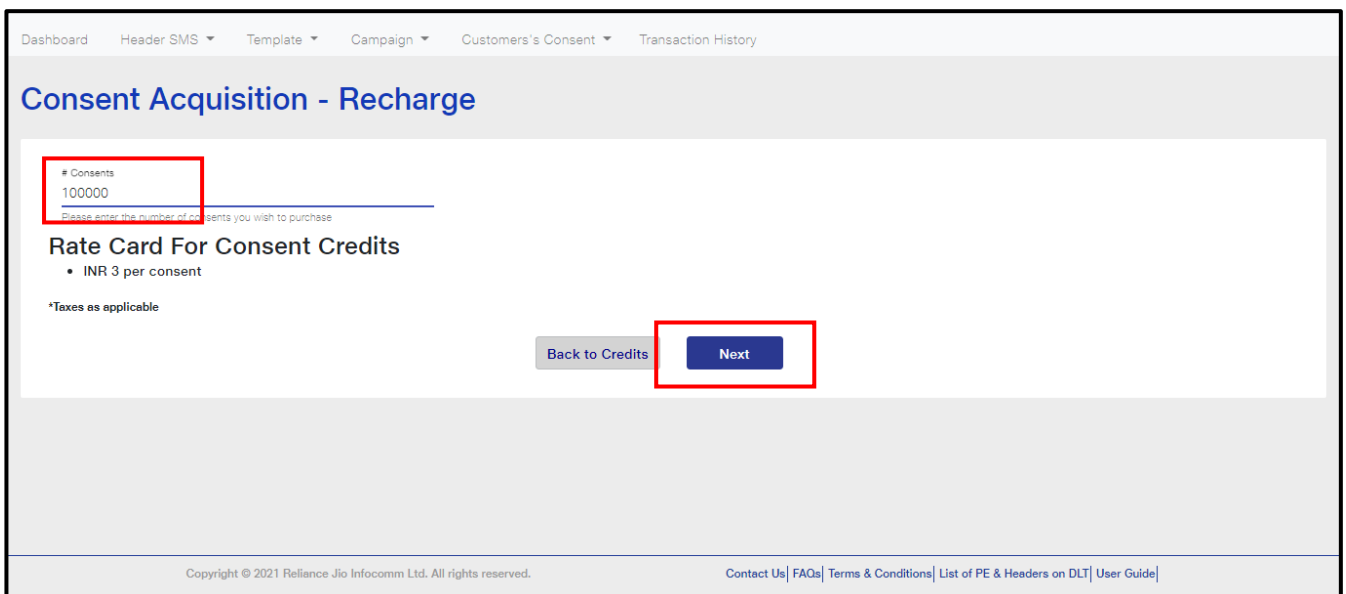 Dashboard Header SMS Template Campaign Customers's Consent Transaction History
Consent Acquisition - Recharge
# Consents
100000
Please enter the number of consents you wish to purchase
Rate Card For Consent Credits
• INR 3 per consent
*Taxes as applicable
Back to Credits Next
Copyright © 2021 Reliance Jio Infocomm Ltd. All rights reserved. Contact Us| FAQs| Terms & Conditions| List of PE & Headers on DLT| User Guide|